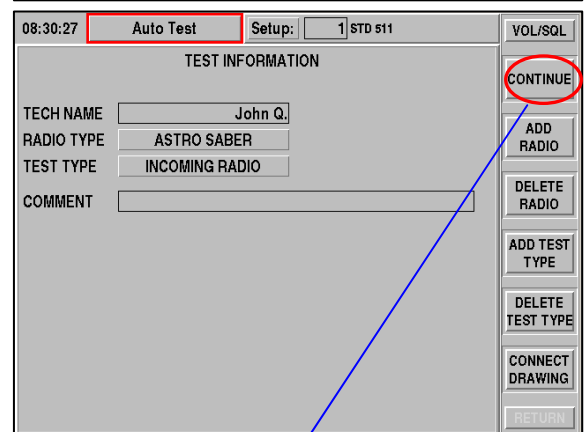 08:30:27 Auto Test Setup: 1 STD 511 VOL/SQL
TEST INFORMATION
CONTINUE
TECH NAME John Q.
RADIO TYPE ASTRO SABER
TEST TYPE INCOMING RADIO
COMMENT
ADD
RADIO
DELETE
RADIO
ADD TEST
TYPE
DELETE
TEST TYPE
CONNECT
DRAWING
RETURN